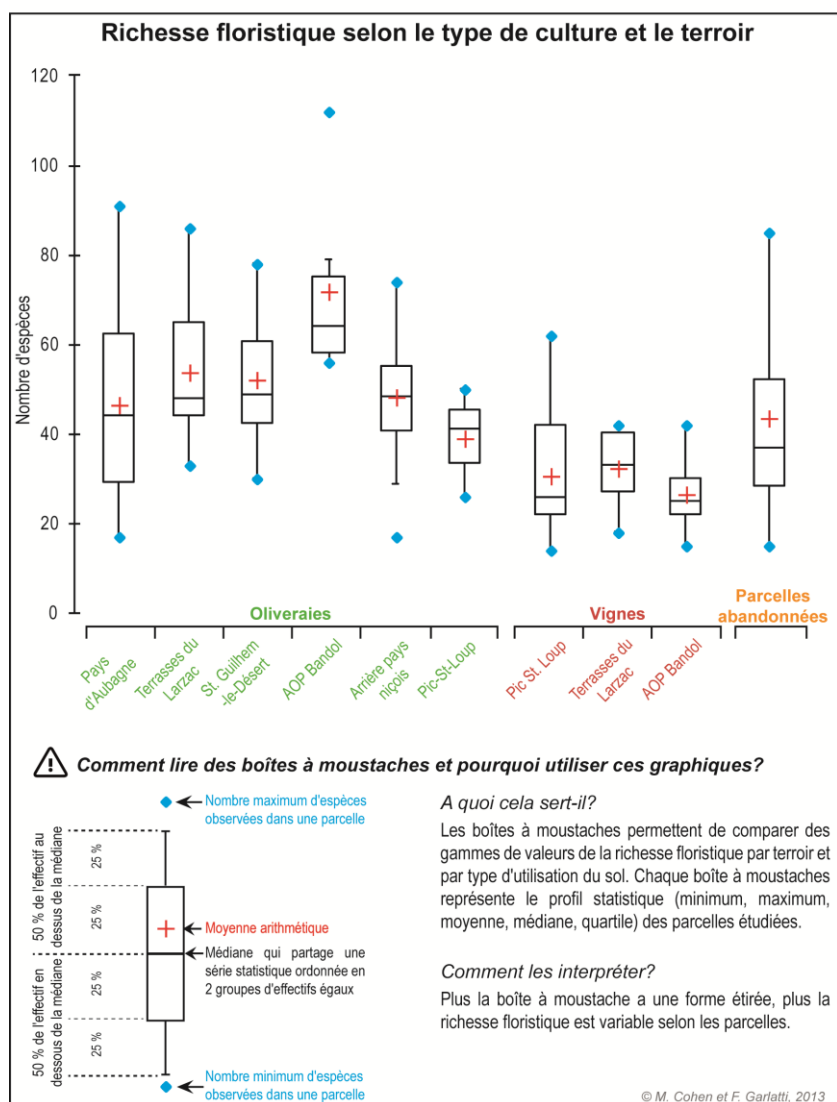 Richesse floristique selon le type de culture et le terroir
Nombre d'espèces
120
100
80
60
40
20
0
Oliveraies
Vignes
Parcelles
abandonnées
Pays
d'Aubagne
Terrasses du
Larzac
St. Guilhem
-le-Désert
AOP Bandol
Arrière pays
niçois
Pic-St-Loup
Pic St. Loup
Terrasses du
Larzac
AOP Bandol
Comment lire des boîtes à moustaches et pourquoi utiliser ces graphiques?
50 % de l'effectif au
dessus de la médiane
50 % de l'effectif en
dessous de la médiane
25 %
25 %
25 %
25 %
Nombre maximum d'espèces
observées dans une parcelle
Moyenne arithmétique
Médiane qui partage une
série statistique ordonnée en
2 groupes d'effectifs égaux
Nombre minimum d'espèces
observées dans une parcelle
A quoi cela sert-il?
Les boîtes à moustaches permettent de comparer des
gammes de valeurs de la richesse floristique par terroir et
par type d'utilisation du sol. Chaque boîte à moustaches
représente le profil statistique (minimum, maximum,
moyenne, médiane, quartile) des parcelles étudiées.
Comment les interpréter?
Plus la boîte à moustache a une forme étirée, plus la
richesse floristique est variable selon les parcelles.
© M. Cohen et F. Garlatti, 2013